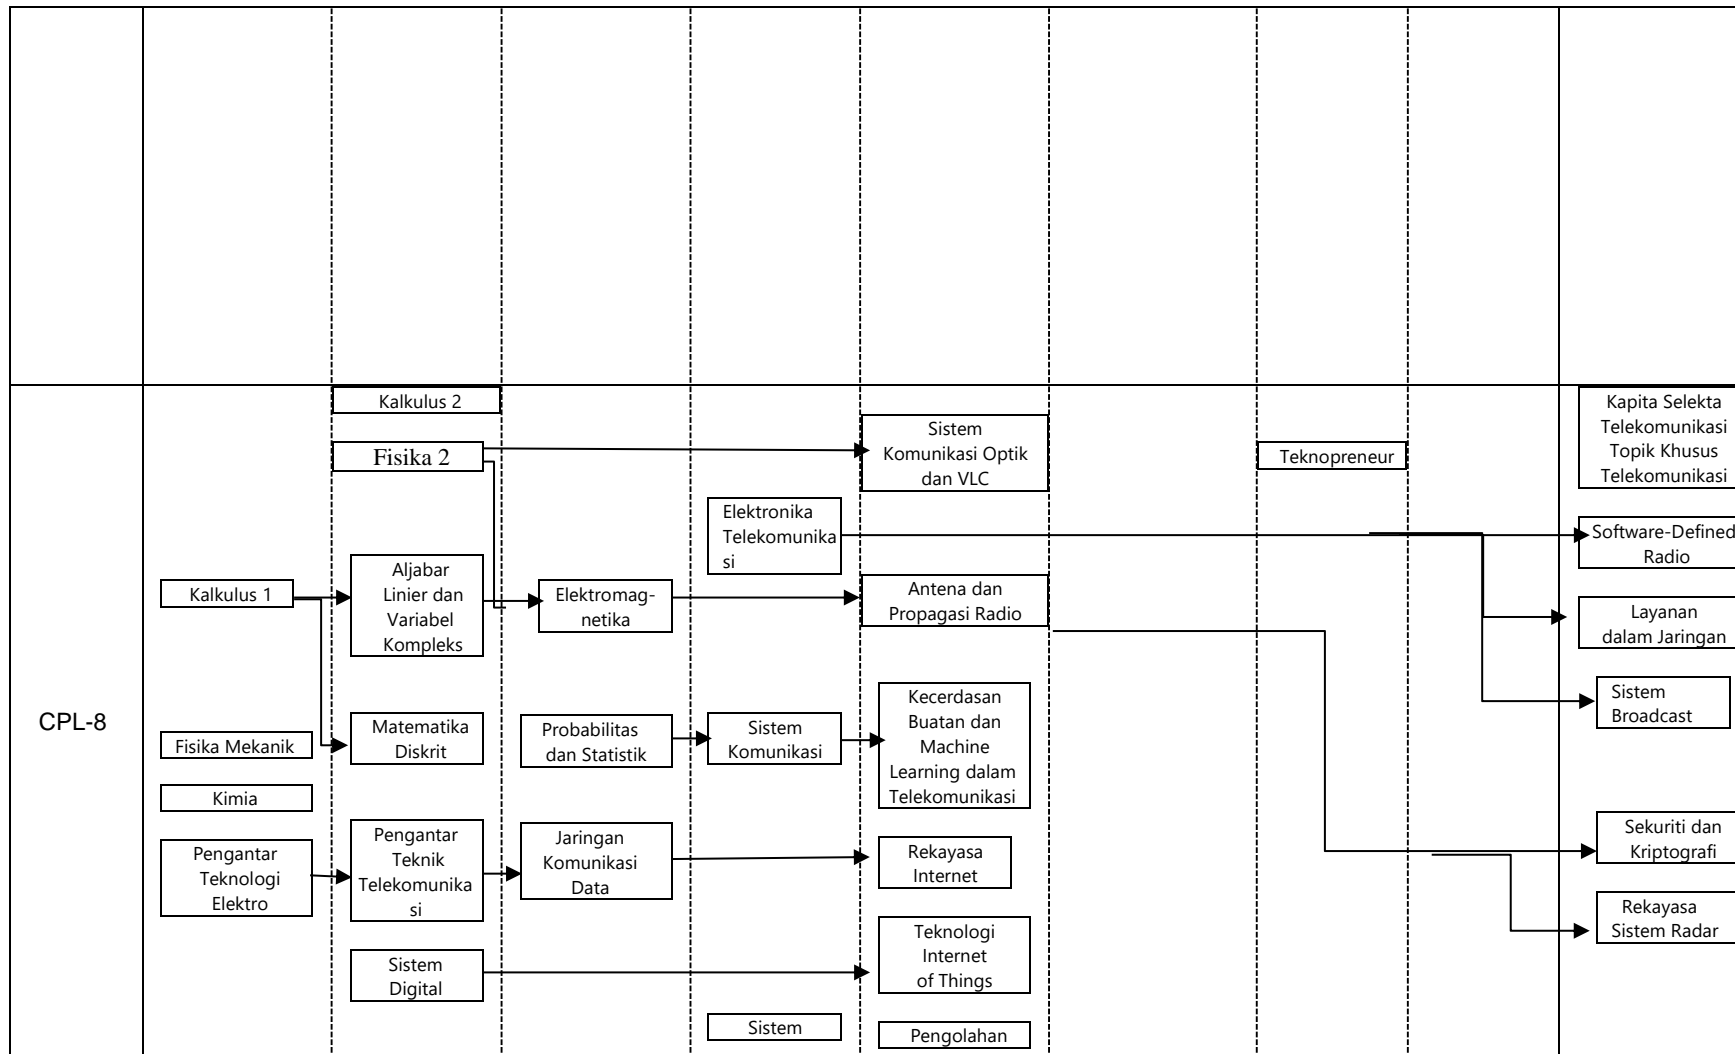 CPL-8
Kalkulus 1
Fisika Mekanik
Kimia
Pengantar
Teknologi
Elektro
Kalkulus 2
Fisika 2
Aljabar
Linier dan
Variabel
Kompleks
Matematika
Diskrit
Pengantar
Teknik
Telekomunika
si
Sistem
Digital
Elektromag-
netika
Probabilitas
dan Statistik
Jaringan
Komunikasi
Data
Elektronika
Telekomunika
si
Sistem
Komunikasi
Sistem
Sistem
Komunikasi Optik
dan VLC
Antena dan
Propagasi Radio
Kecerdasan
Buatan dan
Machine
Learning dalam
Telekomunikasi
Rekayasa
Internet
Teknologi
Internet
of Things
Pengolahan
Teknopreneur
Kapita Selekta
Telekomunikasi
Topik Khusus
Telekomunikasi
Software-Defined
Radio
Layanan
dalam Jaringan
Sistem
Broadcast
Sekuriti dan
Kriptografi
Rekayasa
Sistem Radar